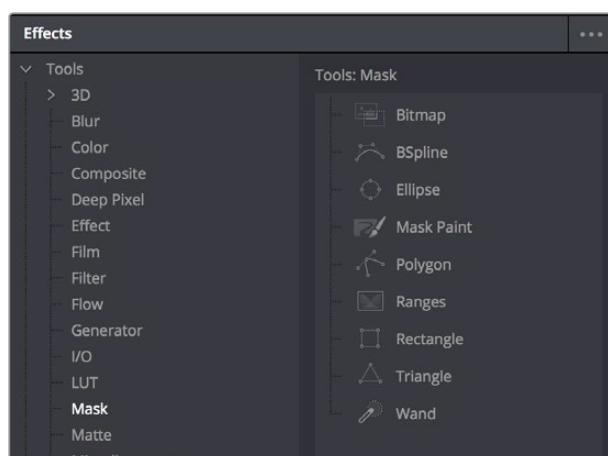 Effects
Tools
3D
Blur
Color
Composite
Deep Pixel
Effect
Film
Filter
Flow
Generator
I/O
LUT
Mask
Matte
Tools: Mask
Bitmap
BSpline
Ellipse
Mask Paint
Polygon
Ranges
Rectangle
Triangle
Wand